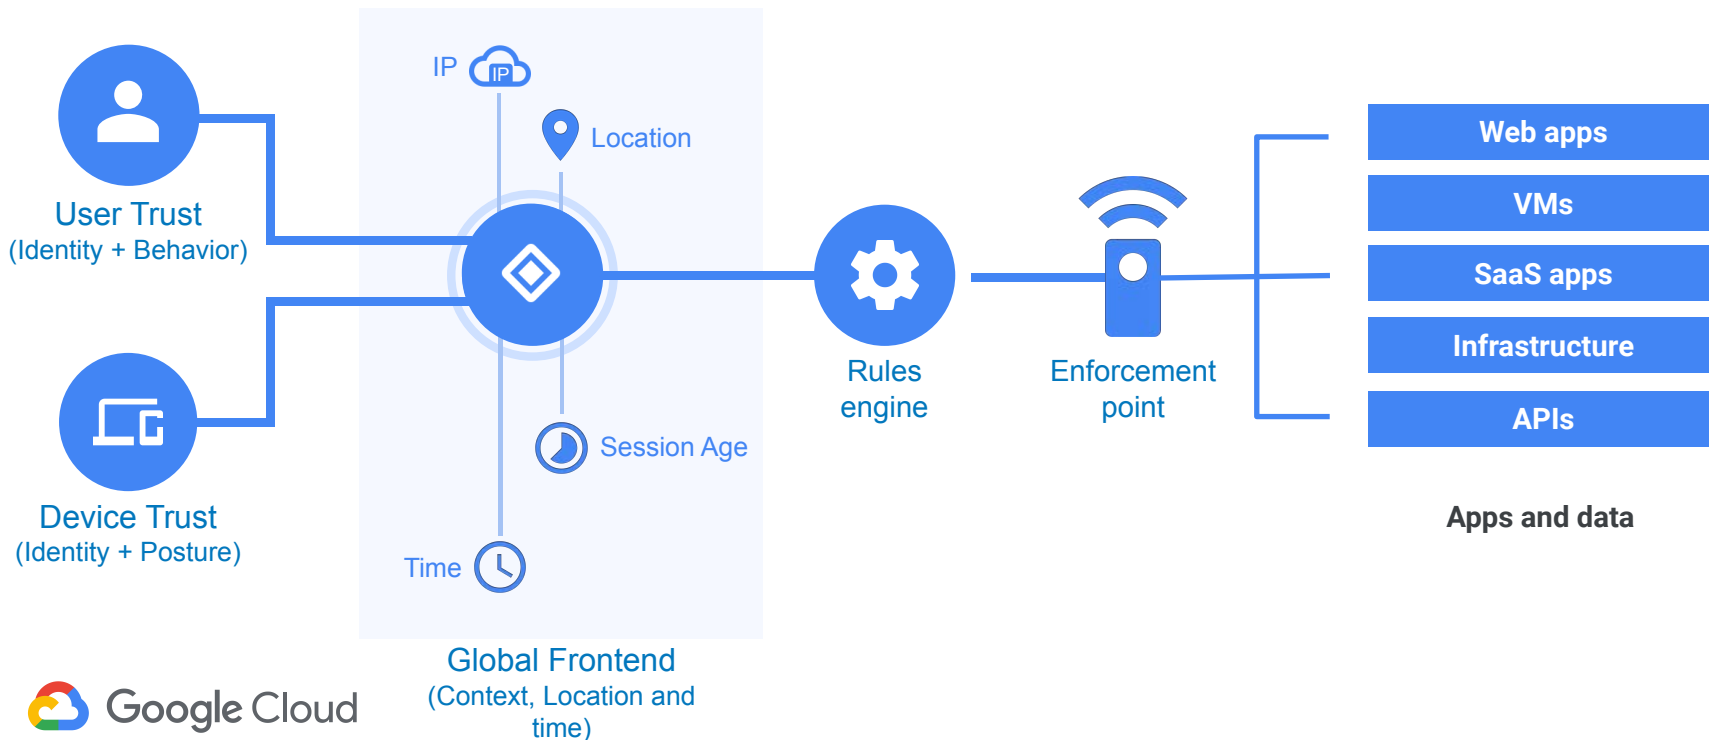 User Trust
(Identity + Behavior)
Device Trust
(Identity + Posture)
IP
IP
Location
Session Age
Time
Global Frontend
(Context, Location and
time)
Rules
engine
Enforcement
point
Web apps
VMs
SaaS apps
Infrastructure
APIs
Apps and data
Google Cloud